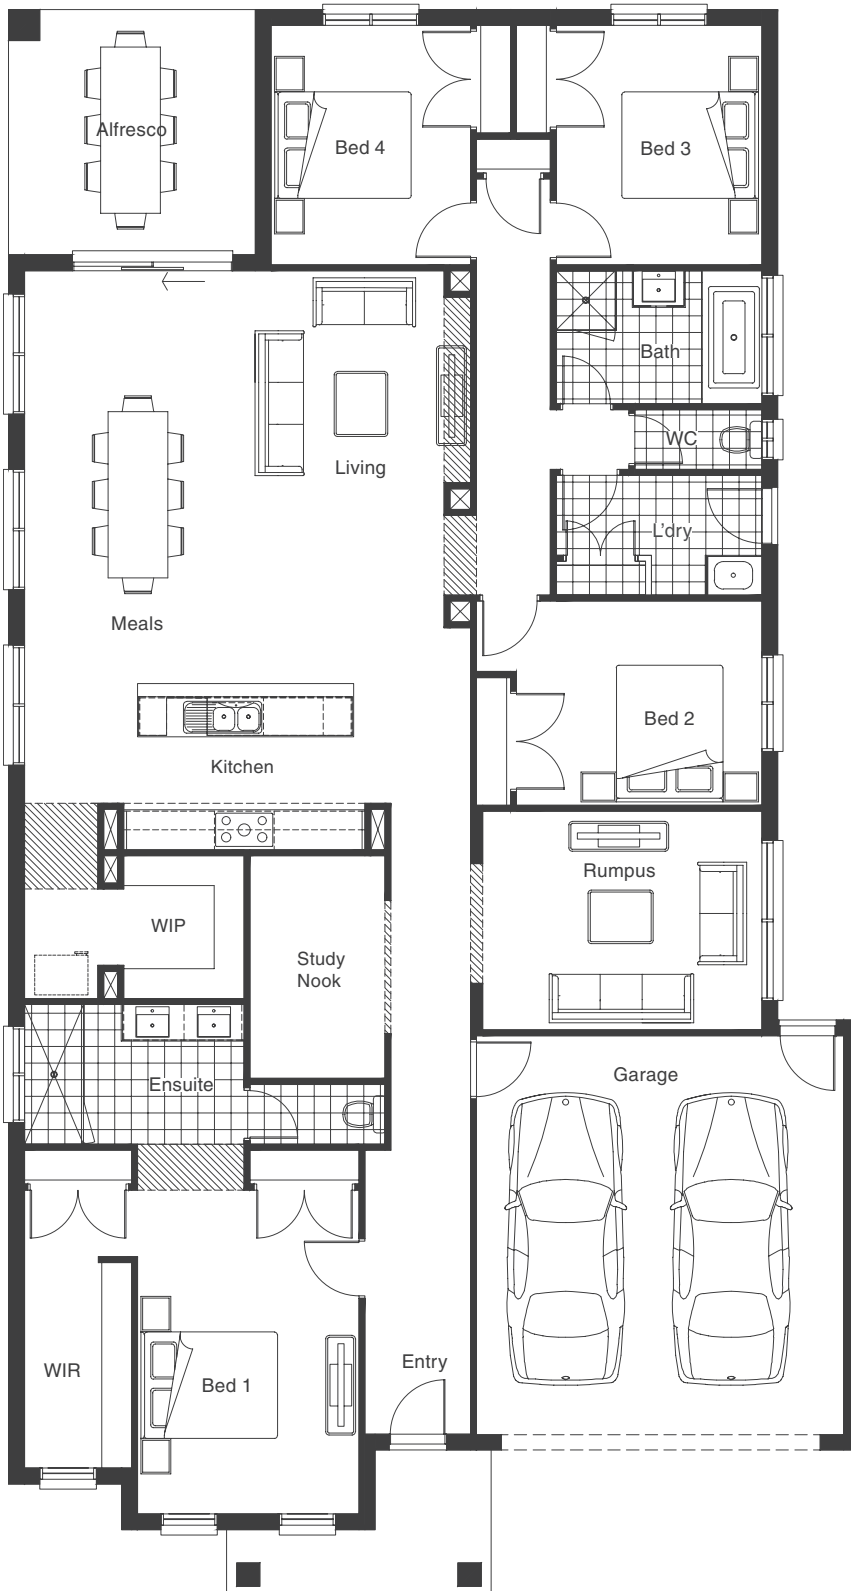 Alfresco
Bed 4
Bed 3
Bath
WC
Living
L'dry
Meals
Bed 2
Kitchen
Rumpus
WIP
Study
Nook
Ensuite
Garage
Entry
WIR
Bed 1